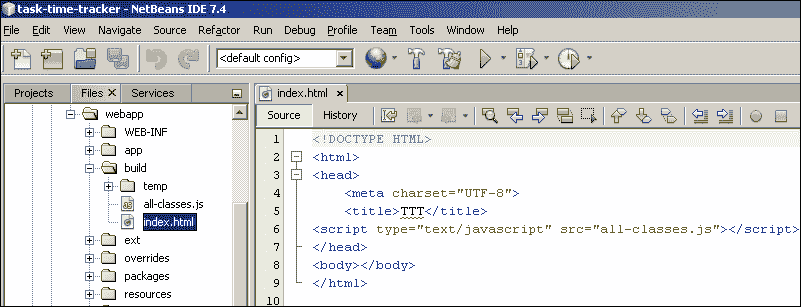 task-time-tracker - NetBeans IDE 7.4
File Edit View Navigate Source Refactor Run Debug Profile Team Tools Window Help
<default config>
Projects Files Services
webapp
WEB-INF
app
build
temp
all-classes.js
index.html
ext
overrides
packages
resources
index.html
Source History
1 <!DOCTYPE HTML>
2 <html>
3 <head>
4 <meta charset="UTF-8">
5 <title>TTT</title>
6 <script type="text/javascript" src="all-classes.js"></script>
7 </head>
8 <body></body>
9 </html>
10